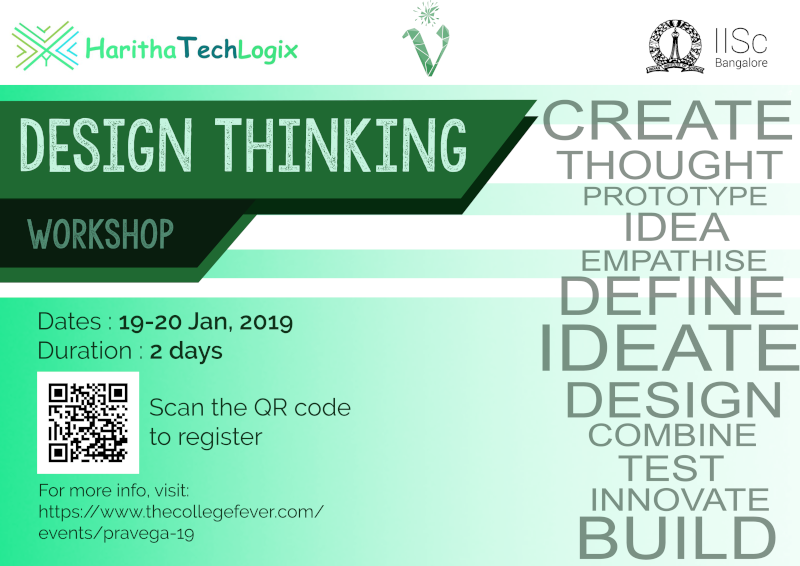 HarithaTechLogix
IISc
Bangalore
DESIGN THINKING
WORKSHOP
Dates : 19-20 Jan, 2019
Duration : 2 days
Scan the QR code
to register
For more info, visit:
https://www.thecollegefever.com/
events/pravega-19
CREATE
THOUGHT
PROTOTYPE
IDEA
EMPATHISE
DEFINE
IDEATE
DESIGN
COMBINE
TEST
INNOVATE
BUILD